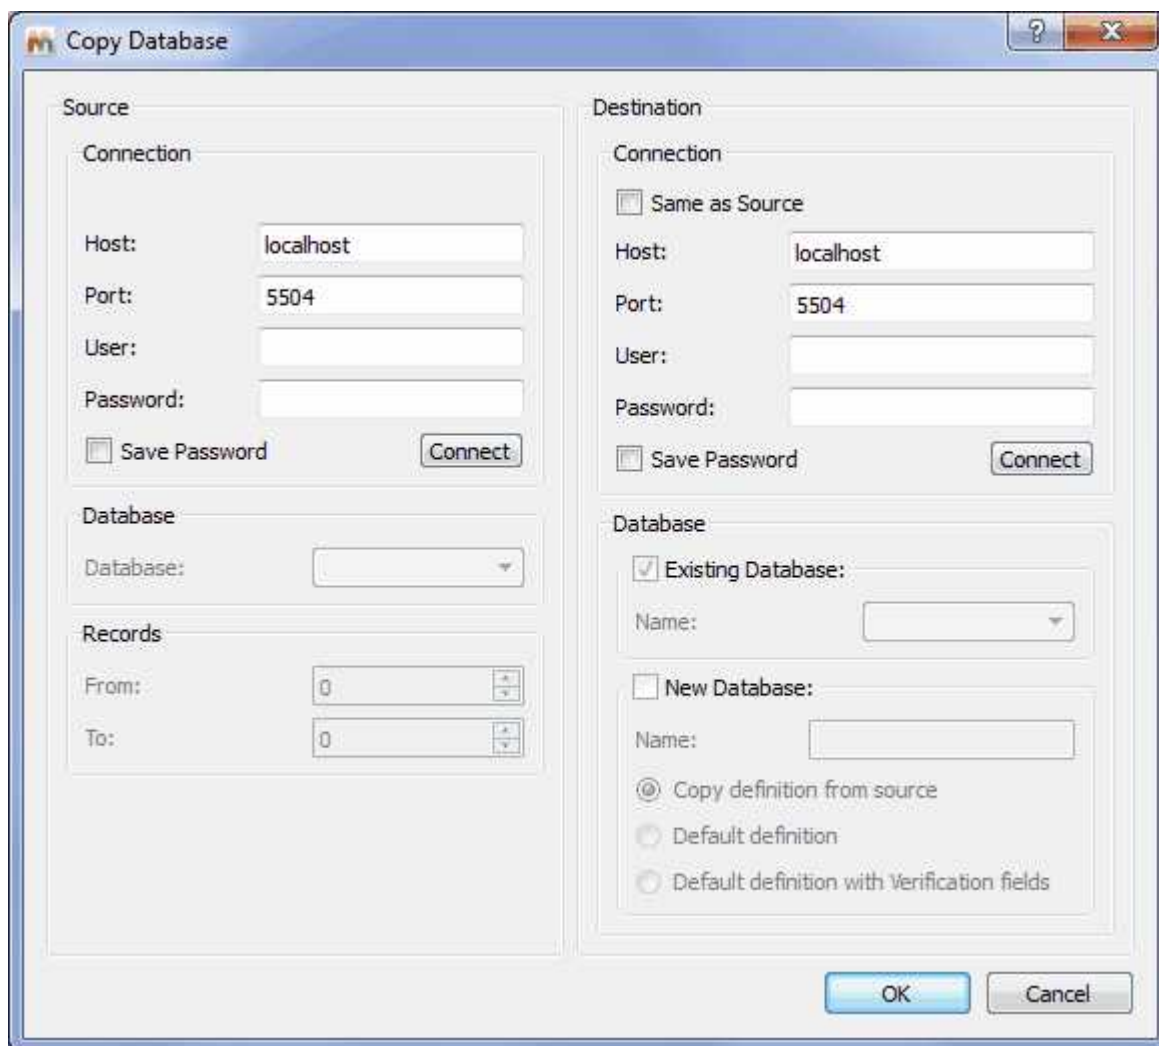 Copy Database
Source
Connection
Host: localhost
Port: 5504
User:
Password:
Save Password Connect
Database
Database:
Records
From: 0
To: 0
Destination
Connection
Same as Source
Host: localhost
Port: 5504
User:
Password:
Save Password Connect
Database
Existing Database:
Name:
New Database:
Name:
Copy definition from source
Default definition
Default definition with Verification fields
OK Cancel